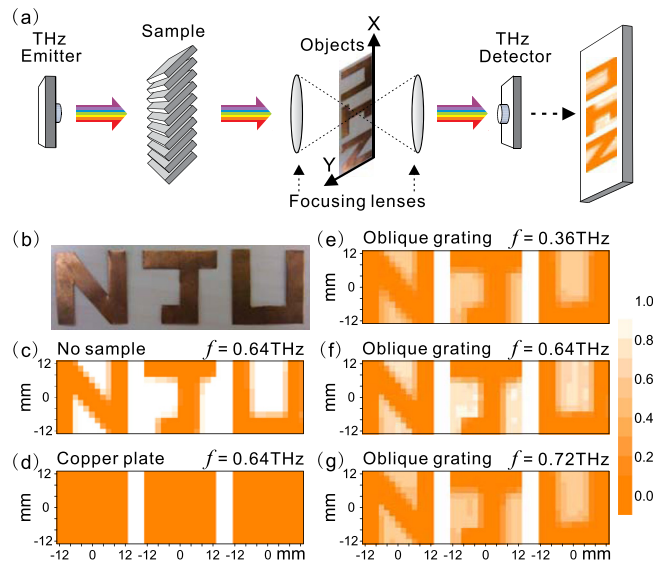 (a)
THz
Emitter
Sample
Objects
X
Y
THz
Detector
Focusing lenses
NJU
(b)
NJU
(c) No sample f = 0.64THz
mm
12
0
-12
(d) Copper plate f = 0.64THz
mm
12
0
-12
-12 0 12 -12 0 12 -12 0 12 mm
(e) Oblique grating f = 0.36THz
mm
12
0
-12
(f) Oblique grating f = 0.64THz
mm
12
0
-12
(g) Oblique grating f = 0.72THz
mm
12
0
-12
-12 0 12 -12 0 12 -12 0 12 mm
1.0
0.8
0.6
0.4
0.2
0.0